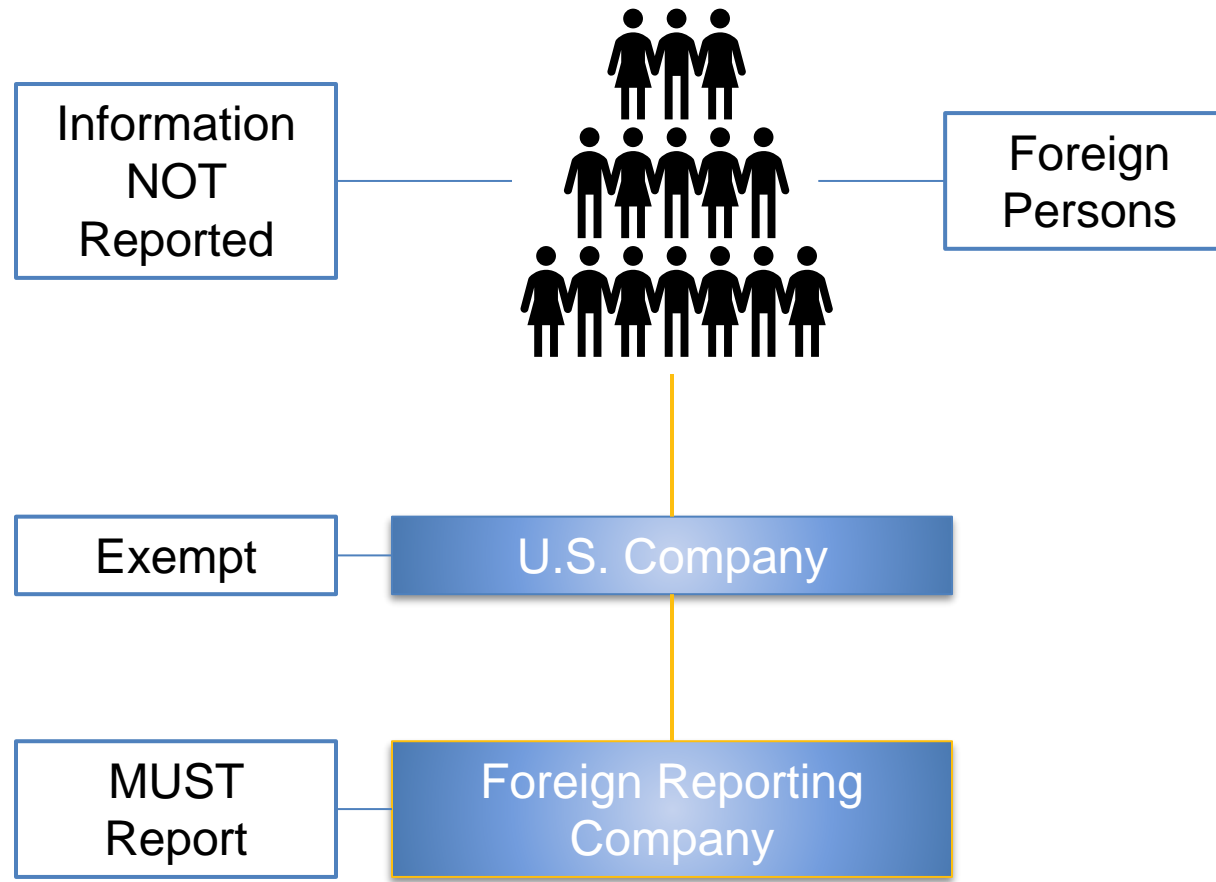 Information
NOT
Reported
Foreign
Persons
Exempt
U.S. Company
MUST
Report
Foreign Reporting
Company